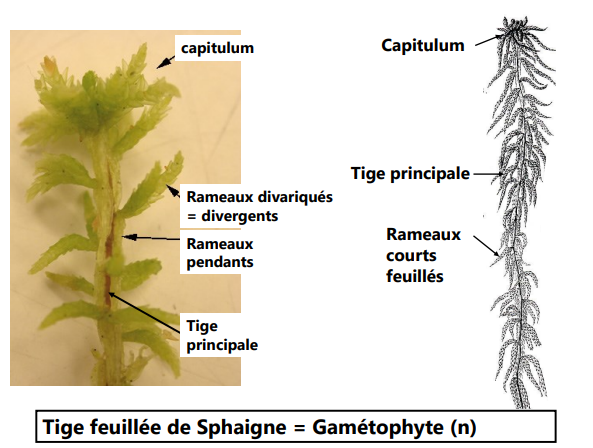 capitulum
Rameaux divariqués
= divergents
Rameaux
pendants
Tige
principale
Capitulum
Tige principale
Rameaux
courts
feuillés
Tige feuillée de Sphaigne = Gamétophyte (n)